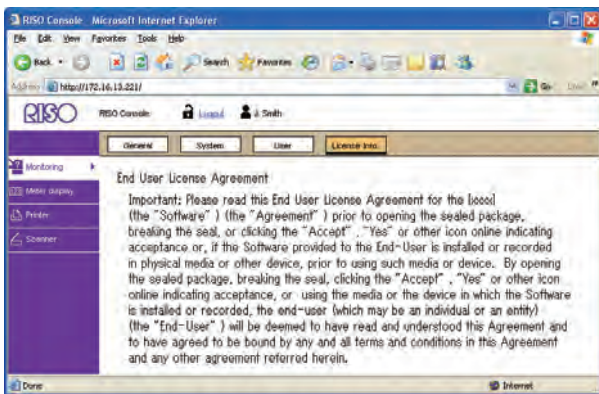 RISO Console Microsoft Internet Explorer
File Edit View Favorites Tools Help
Back Search Favorites
Address http://172.16.13.221/ Go
RISO RISO Console Logout J. Smith
General System User License Info.
Monitoring
Meter display
Printer
Scanner
End User License Agreement
Important: Please read this End User License Agreement for the [xxxx]
(the "Software" ) (the "Agreement" ) prior to opening the sealed package,
breaking the seal, or clicking the "Accept" , "Yes" or other icon online indicating
acceptance or, if the Software provided to the End-User is installed or recorded
in physical media or other device, prior to using such media or device. By opening
the sealed package, breaking the seal, clicking the "Accept" , "Yes" or other icon
online indicating acceptance, or using the media or the device in which the Software
is installed or recorded, the end-user (which may be an individual or an entity)
(the "End-User" ) will be deemed to have read and understood this Agreement and
to have agreed to be bound by any and all terms and conditions in this Agreement
and any other agreement referred herein.
Done Internet